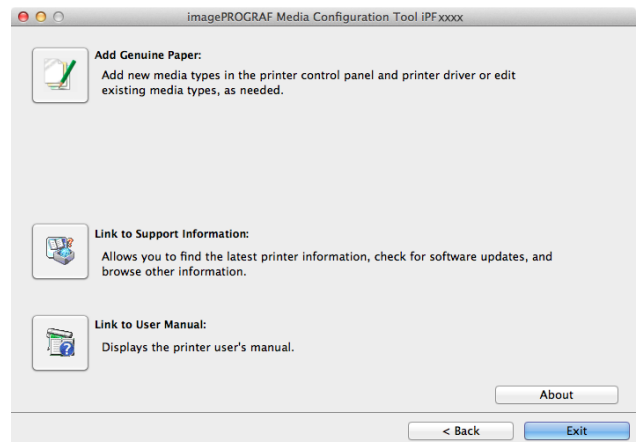 imagePROGRAF Media Configuration Tool iPFxxxx
Add Genuine Paper:
Add new media types in the printer control panel and printer driver or edit
existing media types, as needed.
Link to Support Information:
Allows you to find the latest printer information, check for software updates, and
browse other information.
Link to User Manual:
Displays the printer user's manual.
About
< Back
Exit